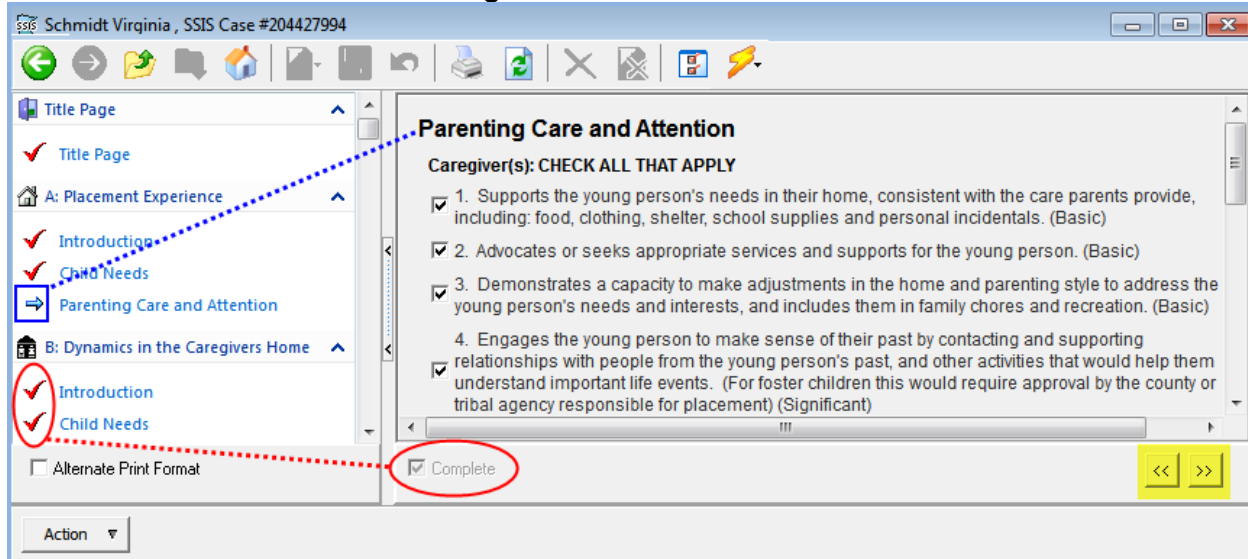 Schmidt Virginia , SSIS Case #204427994
Title Page
Title Page
A: Placement Experience
Introduction
Child Needs
Parenting Care and Attention
B: Dynamics in the Caregivers Home
Introduction
Child Needs
Alternate Print Format
Parenting Care and Attention
Caregiver(s): CHECK ALL THAT APPLY
1. Supports the young person's needs in their home, consistent with the care parents provide,
including: food, clothing, shelter, school supplies and personal incidentals. (Basic)
2. Advocates or seeks appropriate services and supports for the young person. (Basic)
3. Demonstrates a capacity to make adjustments in the home and parenting style to address the
young person's needs and interests, and includes them in family chores and recreation. (Basic)
4. Engages the young person to make sense of their past by contacting and supporting
relationships with people from the young person's past, and other activities that would help them
understand important life events. (For foster children this would require approval by the county or
tribal agency responsible for placement) (Significant)
Complete
<< >>
Action